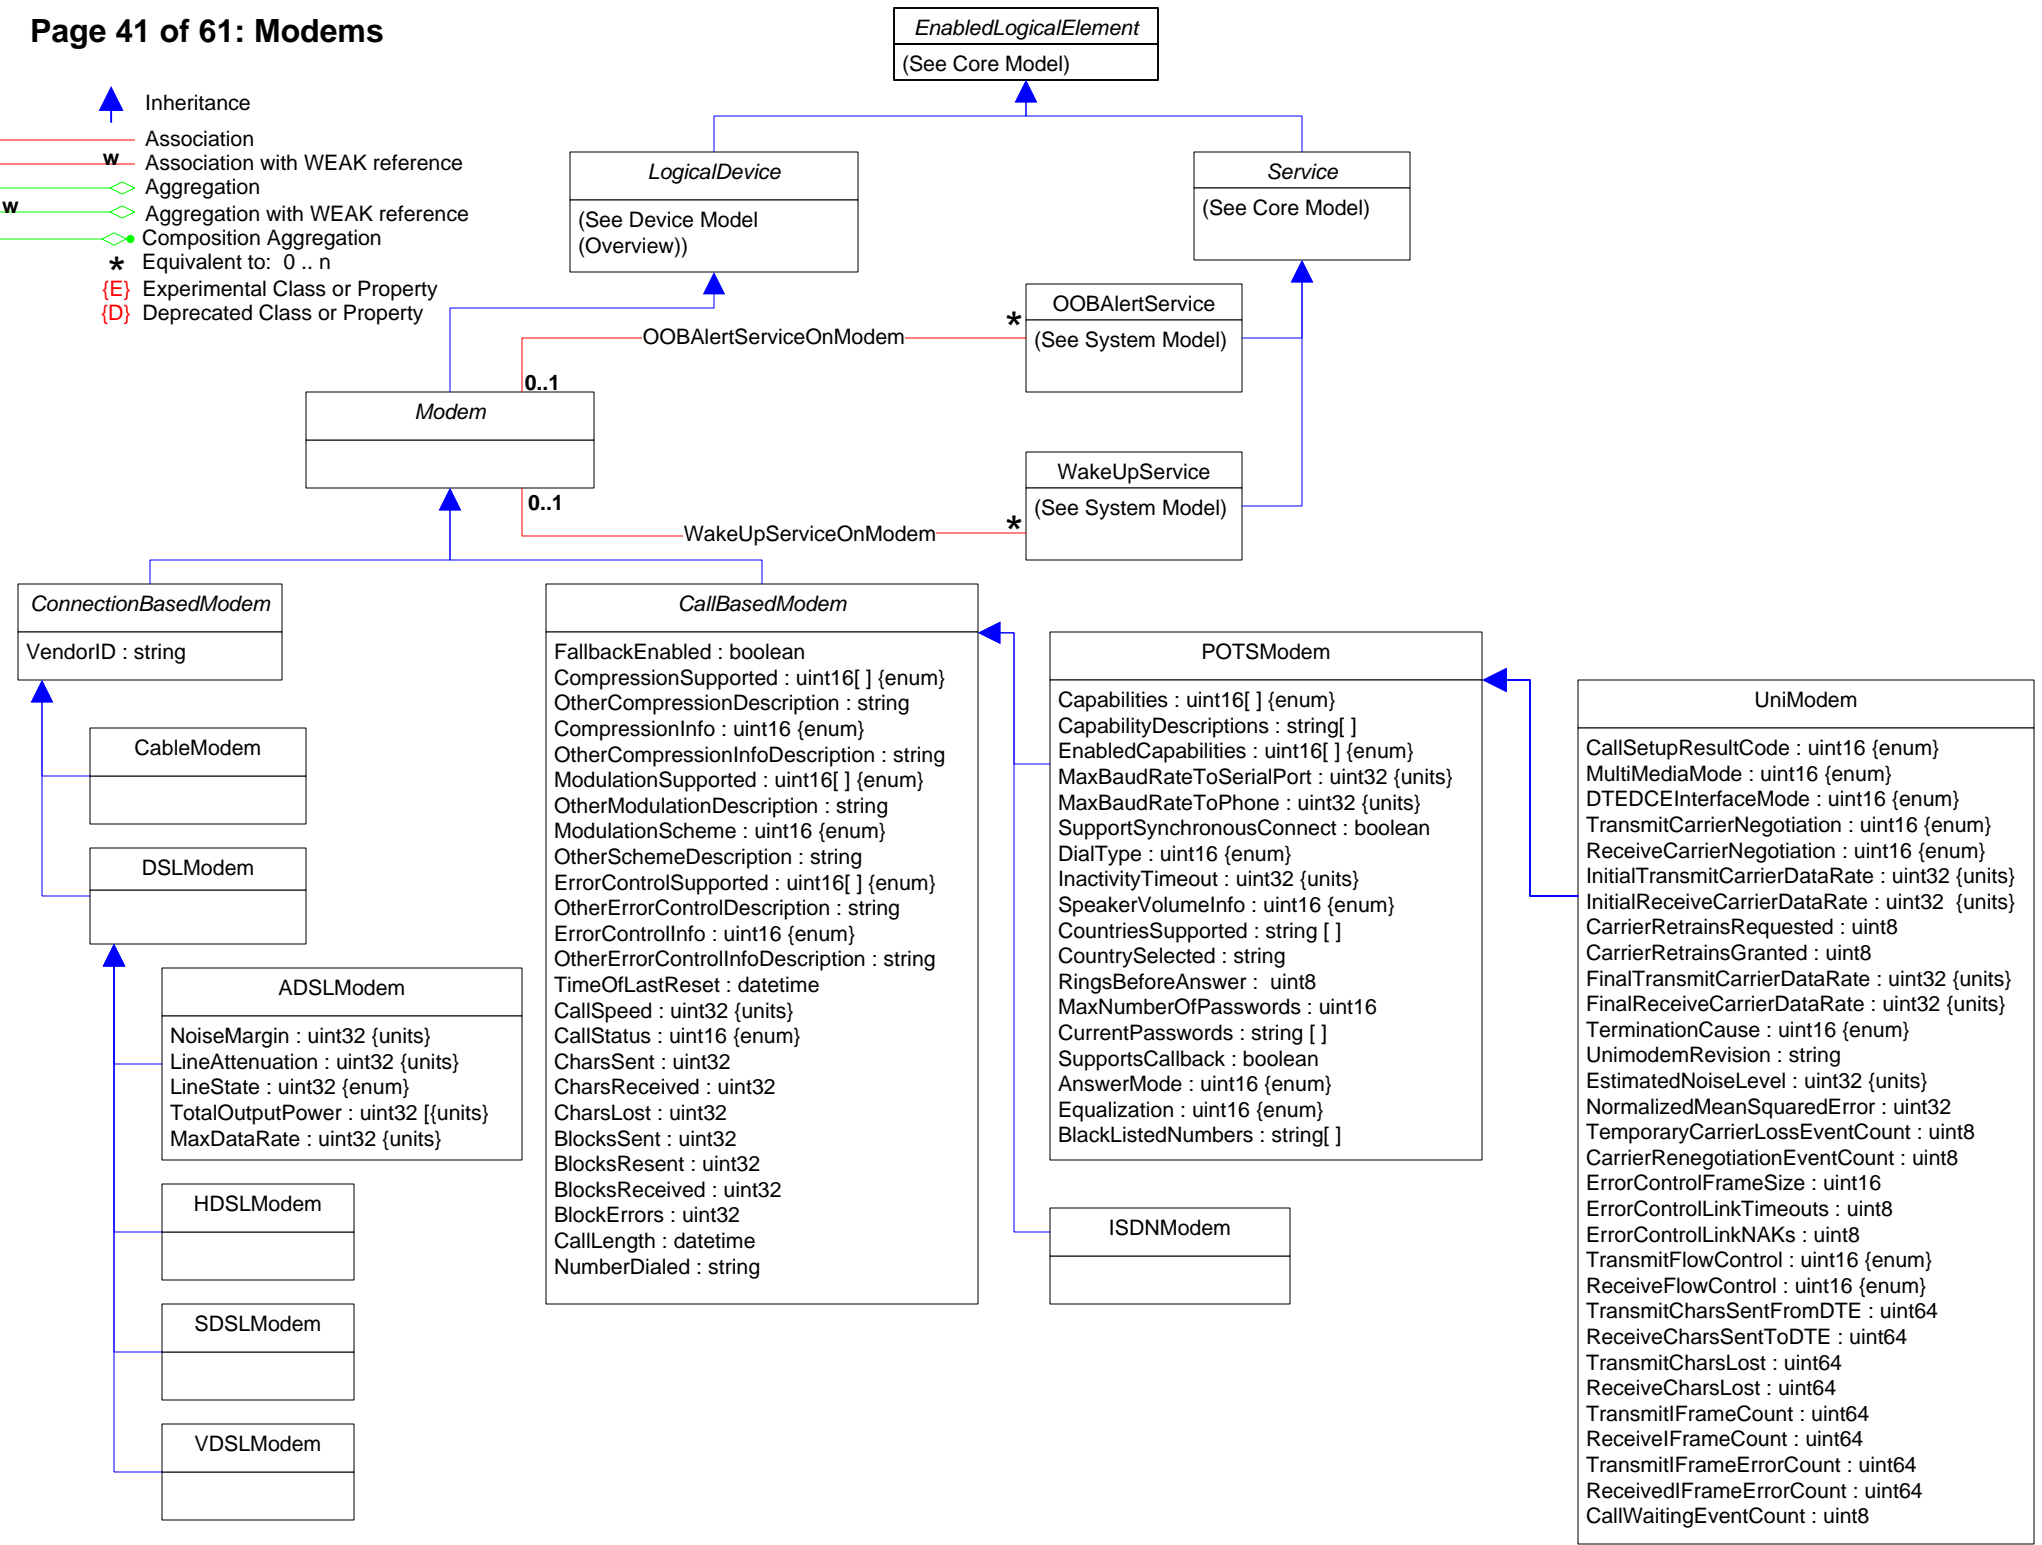 Page 41 of 61: Modems
Inheritance
Association
w
Association with WEAK reference
Aggregation
w
Aggregation with WEAK reference
Composition Aggregation
* Equivalent to:  0 .. n
{E} Experimental Class or Property
{D} Deprecated Class or Property
EnabledLogicalElement
(See Core Model)
LogicalDevice
(See Device Model
(Overview))
Service
(See Core Model)
OOBAlertService
(See System Model)
*
OOBAlertServiceOnModem
0..1
Modem
0..1
WakeUpService
(See System Model)
*
WakeUpServiceOnModem
ConnectionBasedModem
VendorID : string
CableModem
DSLModem
ADSLModem
NoiseMargin : uint32 {units}
LineAttenuation : uint32 {units}
LineState : uint32 {enum}
TotalOutputPower : uint32 [{units}
MaxDataRate : uint32 {units}
HDSLModem
SDSLModem
VDSLModem
CallBasedModem
FallbackEnabled : boolean
CompressionSupported : uint16[ ] {enum}
OtherCompressionDescription : string
CompressionInfo : uint16 {enum}
OtherCompressionInfoDescription : string
ModulationSupported : uint16[ ] {enum}
OtherModulationDescription : string
ModulationScheme : uint16 {enum}
OtherSchemeDescription : string
ErrorControlSupported : uint16[ ] {enum}
OtherErrorControlDescription : string
ErrorControlInfo : uint16 {enum}
OtherErrorControlInfoDescription : string
TimeOfLastReset : datetime
CallSpeed : uint32 {units}
CallStatus : uint16 {enum}
CharsSent : uint32
CharsReceived : uint32
CharsLost : uint32
BlocksSent : uint32
BlocksResent : uint32
BlocksReceived : uint32
BlockErrors : uint32
CallLength : datetime
NumberDialed : string
POTSModem
Capabilities : uint16[ ] {enum}
CapabilityDescriptions : string[ ]
EnabledCapabilities : uint16[ ] {enum}
MaxBaudRateToSerialPort : uint32 {units}
MaxBaudRateToPhone : uint32 {units}
SupportSynchronousConnect : boolean
DialType : uint16 {enum}
InactivityTimeout : uint32 {units}
SpeakerVolumeInfo : uint16 {enum}
CountriesSupported : string [ ]
CountrySelected : string
RingsBeforeAnswer :  uint8
MaxNumberOfPasswords : uint16
CurrentPasswords : string [ ]
SupportsCallback : boolean
AnswerMode : uint16 {enum}
Equalization : uint16 {enum}
BlackListedNumbers : string[ ]
ISDNModem
UniModem
CallSetupResultCode : uint16 {enum}
MultiMediaMode : uint16 {enum}
DTEDCEInterfaceMode : uint16 {enum}
TransmitCarrierNegotiation : uint16 {enum}
ReceiveCarrierNegotiation : uint16 {enum}
InitialTransmitCarrierDataRate : uint32 {units}
InitialReceiveCarrierDataRate : uint32  {units}
CarrierRetrainsRequested : uint8
CarrierRetrainsGranted : uint8
FinalTransmitCarrierDataRate : uint32 {units}
FinalReceiveCarrierDataRate : uint32 {units}
TerminationCause : uint16 {enum}
UnimodemRevision : string
EstimatedNoiseLevel : uint32 {units}
NormalizedMeanSquaredError : uint32
TemporaryCarrierLossEventCount : uint8
CarrierRenegotiationEventCount : uint8
ErrorControlFrameSize : uint16
ErrorControlLinkTimeouts : uint8
ErrorControlLinkNAKs : uint8
TransmitFlowControl : uint16 {enum}
ReceiveFlowControl : uint16 {enum}
TransmitCharsSentFromDTE : uint64
ReceiveCharsSentToDTE : uint64
TransmitCharsLost : uint64
ReceiveCharsLost : uint64
TransmitIFrameCount : uint64
ReceiveIFrameCount : uint64
TransmitIFrameErrorCount : uint64
ReceivedIFrameErrorCount : uint64
CallWaitingEventCount : uint8